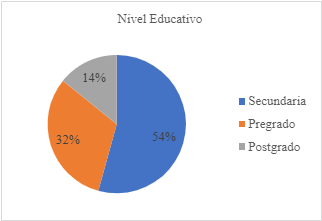 Nivel Educativo
14%
32%
54%
Secundaria
Pregrado
Postgrado